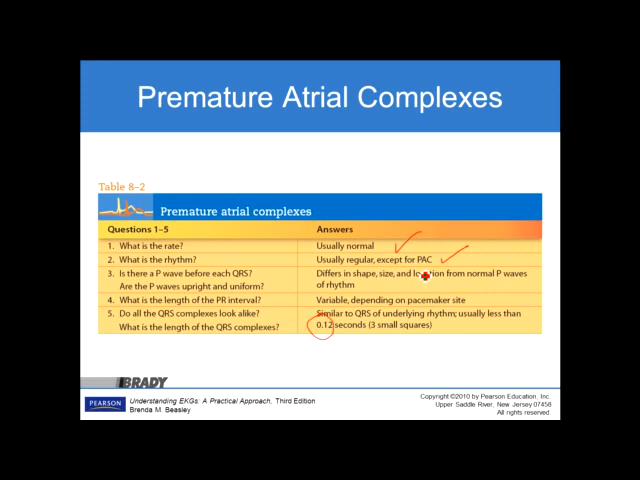 Premature Atrial Complexes
Table 8–2
Premature atrial complexes
Questions 1–5 Answers
1. What is the rate? Usually normal
2. What is the rhythm? Usually regular, except for PAC
3. Is there a P wave before each QRS? Differs in shape, size, and location from normal P waves
Are the P waves upright and uniform? of rhythm
4. What is the length of the PR interval? Variable, depending on pacemaker site
5. Do all the QRS complexes look alike? Similar to QRS of underlying rhythm; usually less than
What is the length of the QRS complexes? 0.12 seconds (3 small squares)
BRADY
PEARSON
Understanding EKGs: A Practical Approach, Third Edition
Brenda M. Beasley
Copyright ©2010 by Pearson Education, Inc.
Upper Saddle River, New Jersey 07458
All rights reserved.